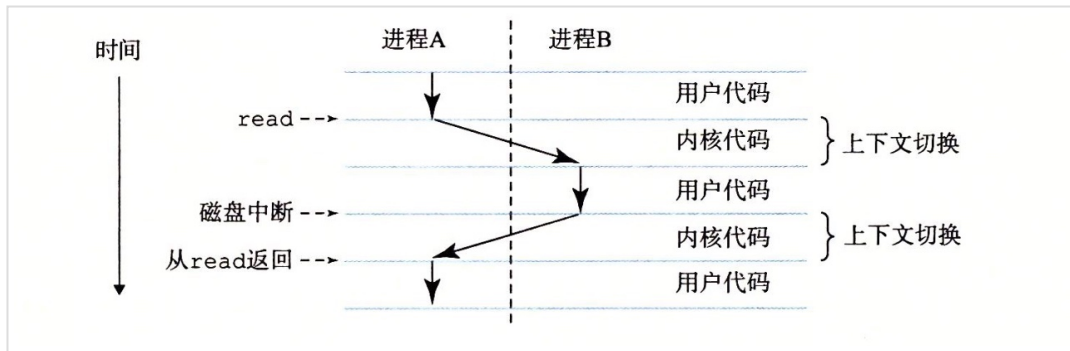 时间
进程A
进程B
用户代码
read
内核代码
上下文切换
用户代码
磁盘中断
内核代码
上下文切换
从read返回
用户代码